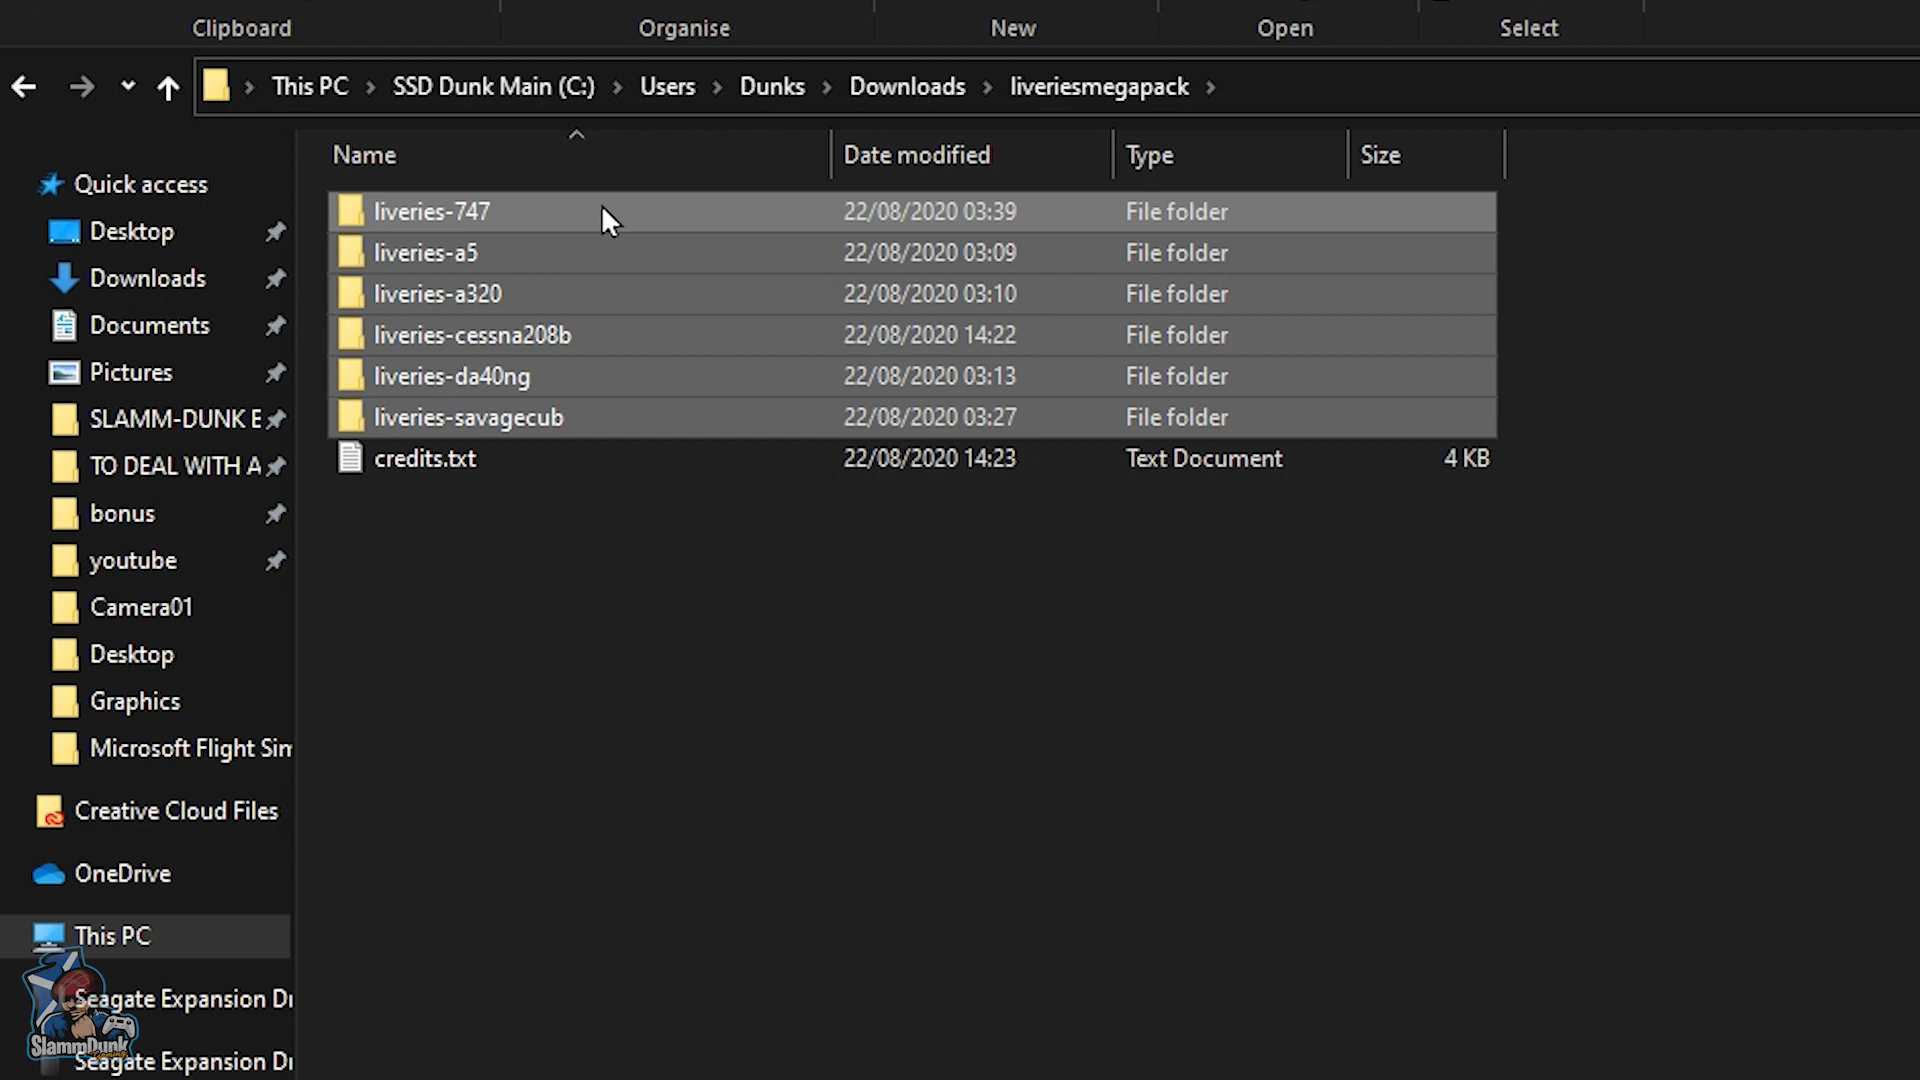 Clipboard Organise New Open Select
This PC SSD Dunk Main (C:) Users Dunks Downloads liveriesmegapack
Name Date modified Type Size
Quick access
Desktop
Downloads
Documents
Pictures
SLAMM-DUNK E
TO DEAL WITH A
bonus
youtube
Camera01
Desktop
Graphics
Microsoft Flight Sim
Creative Cloud Files
OneDrive
This PC
Seagate Expansion Dr
Seagate Expansion Dr
liveries-747 22/08/2020 03:39 File folder
liveries-a5 22/08/2020 03:09 File folder
liveries-a320 22/08/2020 03:10 File folder
liveries-cessna208b 22/08/2020 14:22 File folder
liveries-da40ng 22/08/2020 03:13 File folder
liveries-savagecub 22/08/2020 03:27 File folder
credits.txt 22/08/2020 14:23 Text Document 4 KB
SlammDunk
Gaming